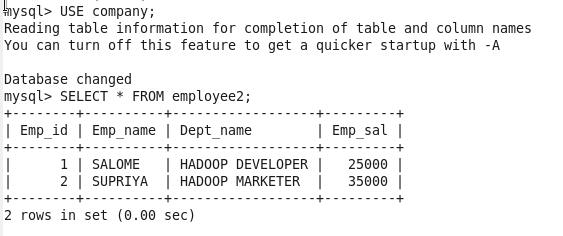 mysql> USE company;
Reading table information for completion of table and column names
You can turn off this feature to get a quicker startup with -A

Database changed
mysql> SELECT * FROM employee2;
+--------+----------+------------------+---------+
| Emp_id | Emp_name | Dept_name        | Emp_sal |
+--------+----------+------------------+---------+
|      1 | SALOME   | HADOOP DEVELOPER |   25000 |
|      2 | SUPRIYA  | HADOOP MARKETER  |   35000 |
+--------+----------+------------------+---------+
2 rows in set (0.00 sec)